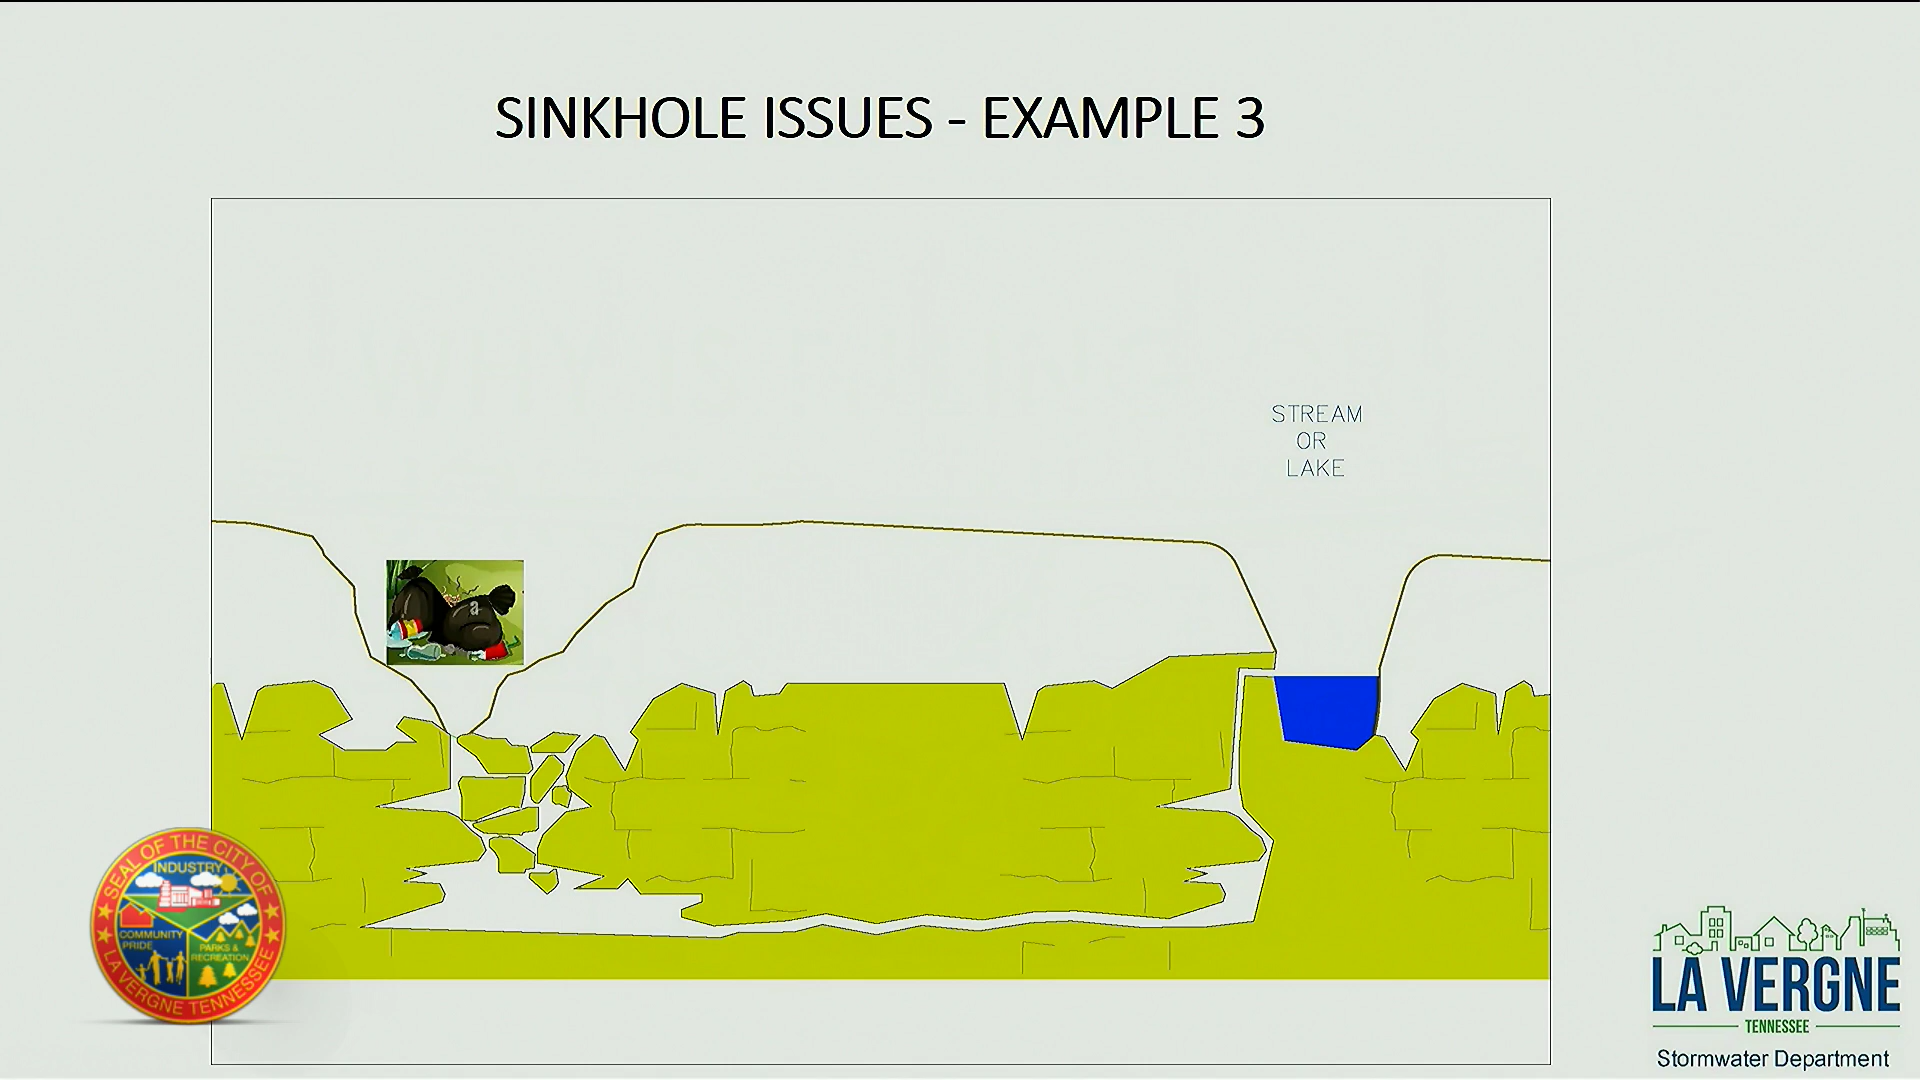 SINKHOLE ISSUES - EXAMPLE 3
STREAM
OR
LAKE
a
SEAL OF THE CITY OF
INDUSTRY
COMMUNITY
PRIDE
PARKS &
RECREATION
LA VERGNE TENNESSEE
LA VERGNE
TENNESSEE
Stormwater Department